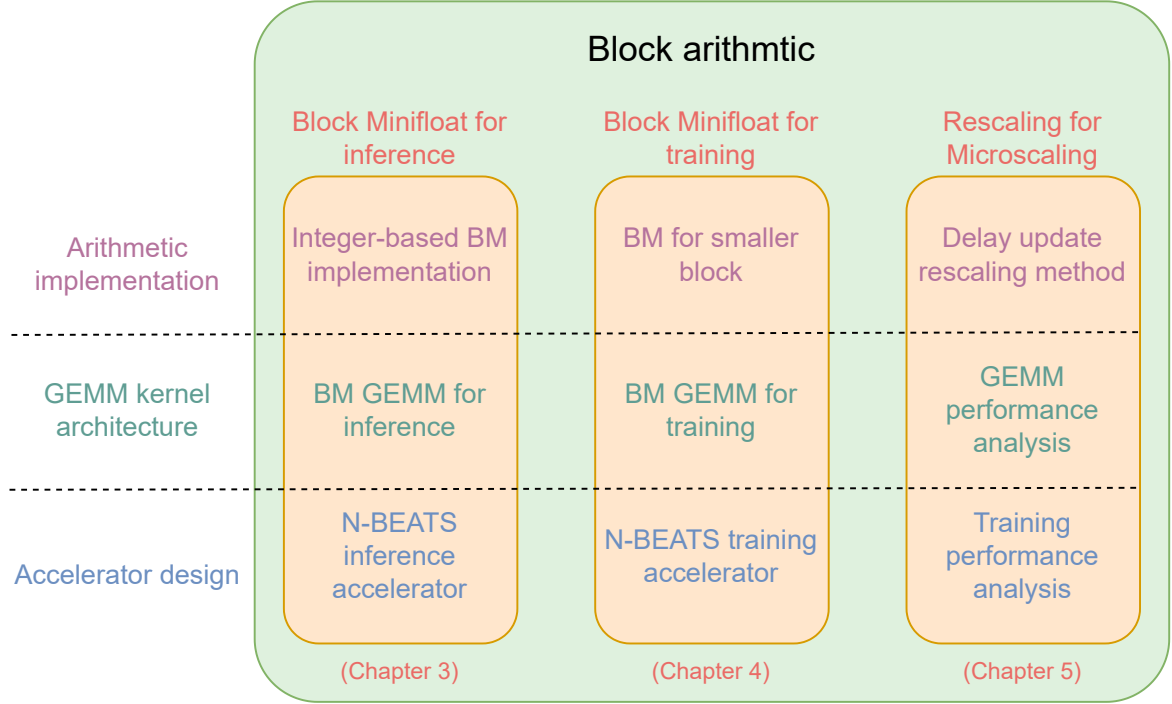 Block arithmtic
Block Minifloat for
inference
Block Minifloat for
training
Rescaling for
Microscaling
Arithmetic
implementation
Integer-based BM
implementation
BM for smaller
block
Delay update
rescaling method
GEMM kernel
architecture
BM GEMM for
inference
BM GEMM for
training
GEMM
performance
analysis
Accelerator design
N-BEATS
inference
accelerator
N-BEATS training
accelerator
Training
performance
analysis
(Chapter 3)
(Chapter 4)
(Chapter 5)